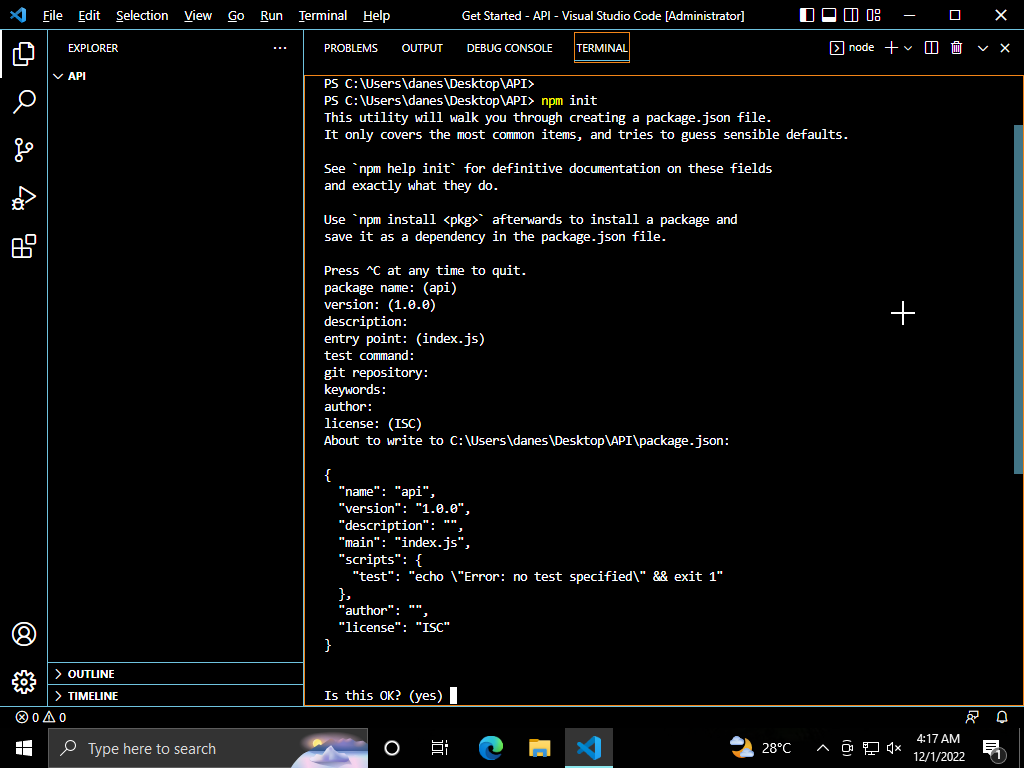 File Edit Selection View Go Run Terminal Help Get Started - API - Visual Studio Code [Administrator]
EXPLORER
API
OUTLINE
TIMELINE
PROBLEMS OUTPUT DEBUG CONSOLE TERMINAL node
PS C:\Users\danes\Desktop\API>
PS C:\Users\danes\Desktop\API> npm init
This utility will walk you through creating a package.json file.
It only covers the most common items, and tries to guess sensible defaults.
See `npm help init` for definitive documentation on these fields
and exactly what they do.
Use `npm install <pkg>` afterwards to install a package and
save it as a dependency in the package.json file.
Press ^C at any time to quit.
package name: (api)
version: (1.0.0)
description:
entry point: (index.js)
test command:
git repository:
keywords:
author:
license: (ISC)
About to write to C:\Users\danes\Desktop\API\package.json:
{
"name": "api",
"version": "1.0.0",
"description": "",
"main": "index.js",
"scripts": {
"test": "echo \"Error: no test specified\" && exit 1"
},
"author": "",
"license": "ISC"
}
Is this OK? (yes)
0 0
Type here to search
28°C
4:17 AM
12/1/2022
1